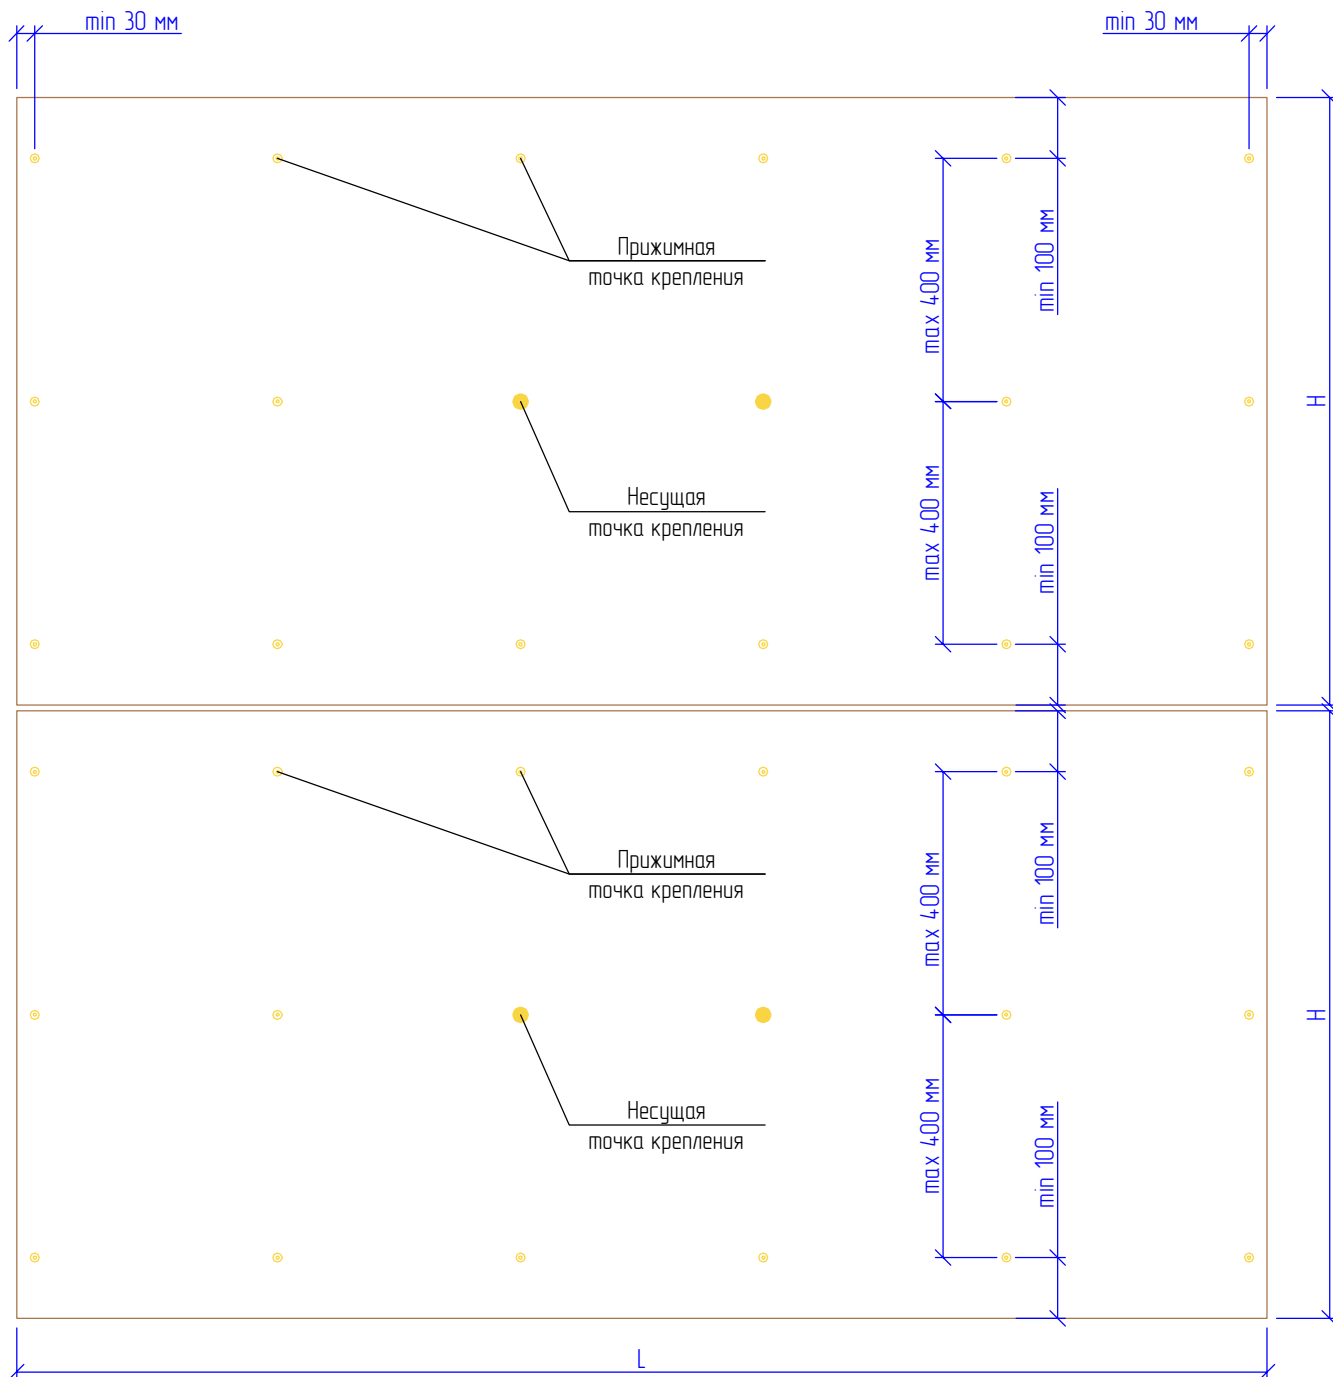 min 30 мм
min 30 мм
Прижимная
точка крепления
max 400 мм
min 100 мм
H
Несущая
точка крепления
max 400 мм
min 100 мм
Прижимная
точка крепления
max 400 мм
min 100 мм
H
Несущая
точка крепления
max 400 мм
min 100 мм
L